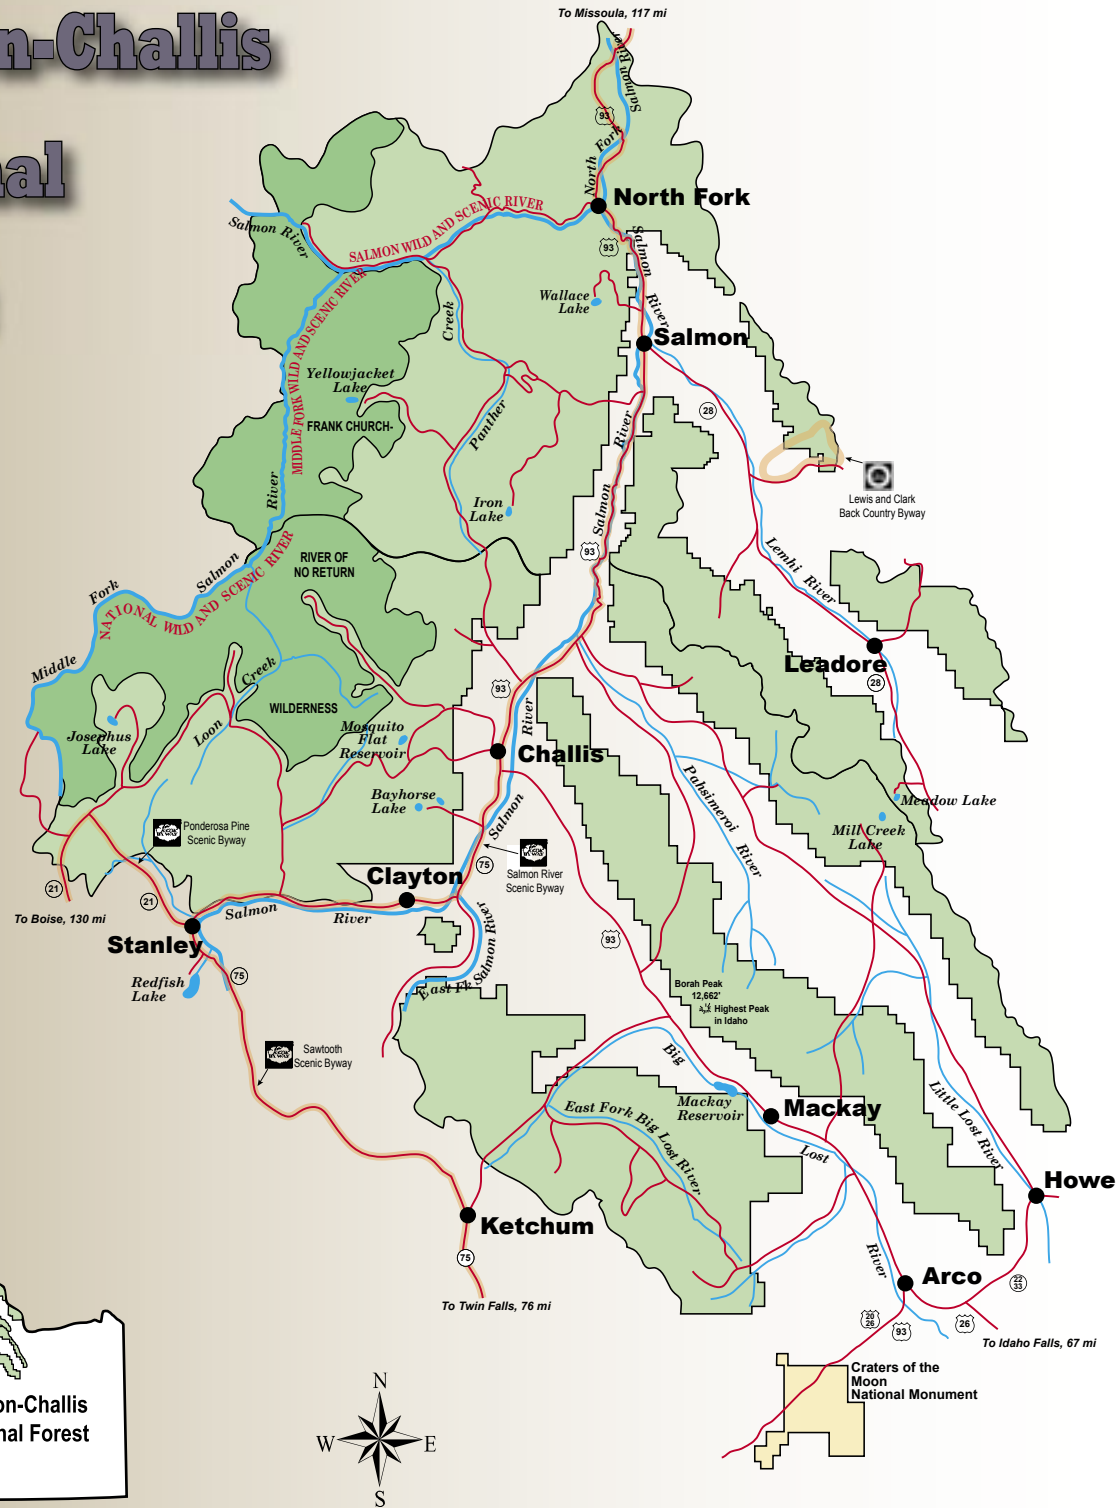 n-Challis
al
To Missoula, 117 mi
Salmon River
North Fork
93
North Fork
Salmon River
SALMON WILD AND SCENIC RIVER
93
Salmon
River
Wallace
Lake
Salmon
MIDDLE FORK WILD AND SCENIC RIVER
Creek
Yellowjacket
Lake
FRANK CHURCH-
Panther
28
River
Lewis and Clark
Back Country Byway
River
Iron
Lake
Salmon
93
RIVER OF
NO RETURN
Lemhi River
Middle
Fork
Salmon
NATIONAL WILD AND SCENIC RIVER
Leadore
28
Creek
Loon
WILDERNESS
93
River
Josephus
Lake
Mosquito
Flat
Reservoir
Challis
Pahsimeroi
River
Meadow Lake
Mill Creek
Lake
Bayhorse
Lake
Salmon
Ponderosa Pine
Scenic Byway
75
Salmon River
Scenic Byway
Clayton
21
21
To Boise, 130 mi
Salmon
River
Stanley
East Fk Salmon River
93
Redfish
Lake
75
Borah Peak
12,662'
Highest Peak
in Idaho
Sawtooth
Scenic Byway
Big
Mackay
Reservoir
Mackay
East Fork Big Lost River
Lost
Little Lost River
Howe
Ketchum
75
River
Arco
22
33
To Twin Falls, 76 mi
20
26
93
26
To Idaho Falls, 67 mi
Craters of the
Moon
National Monument
on-Challis
nal Forest
N
W
E
S